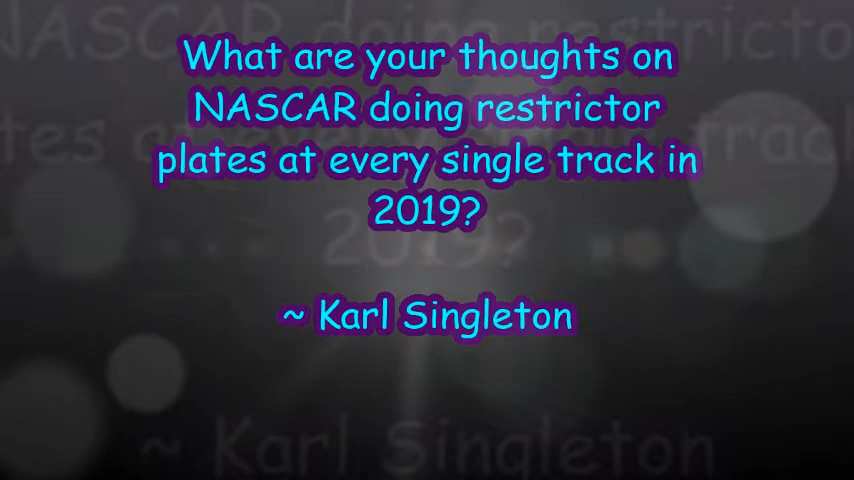 What are your thoughts on
NASCAR doing restrictor
plates at every single track in
2019?
~ Karl Singleton